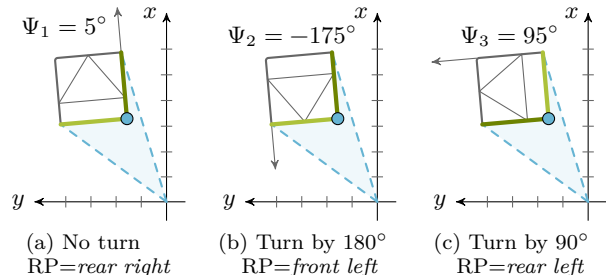 Ψ₁ = 5°
x
y
(a) No turn
RP=rear right
Ψ₂ = −175°
x
y
(b) Turn by 180°
RP=front left
Ψ₃ = 95°
x
y
(c) Turn by 90°
RP=rear left